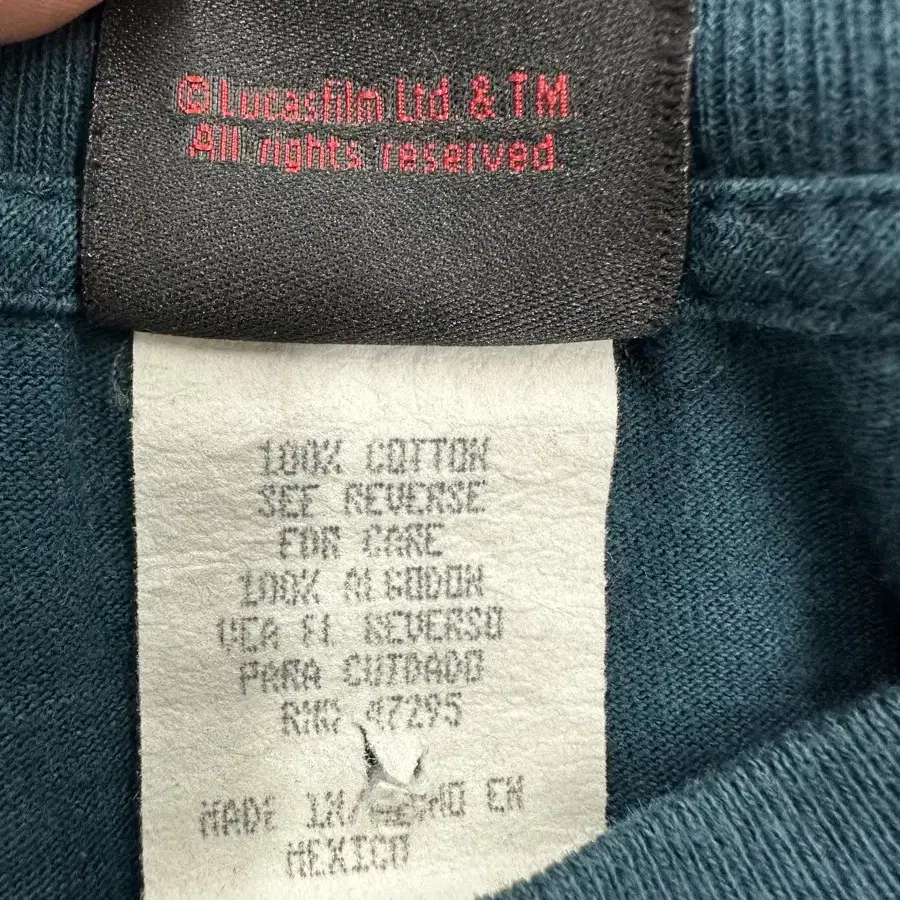 ©Lucasfilm Ltd. & TM.
All rights reserved.
100% COTTON
SEE REVERSE
FOR CARE
100% ALGODON
VEA EL REVERSO
PARA CUIDADO
RN# 47295
MADE IN/ EN
MEXICO